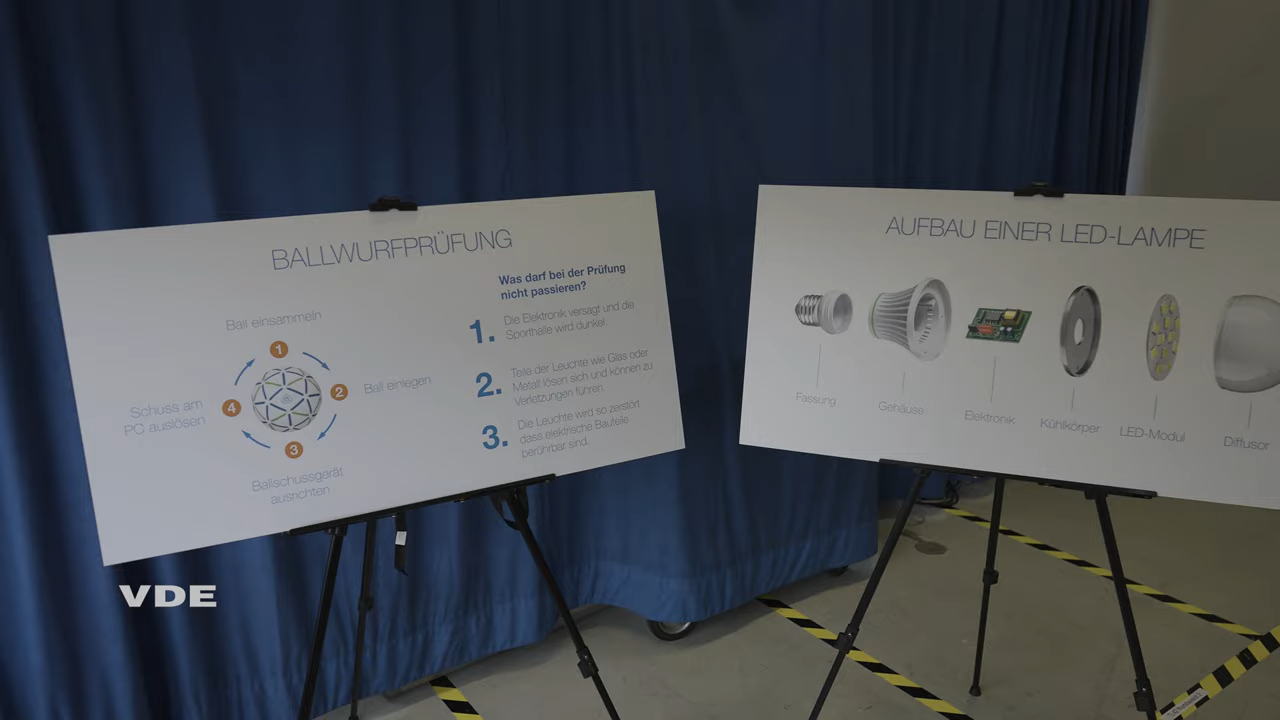 BALLWURFPRÜFUNG
Ball einsammeln
1
2
Ball einlegen
3
Ballschussgerät
ausrichten
4
Schuss am
PC auslösen
Was darf bei der Prüfung
nicht passieren?
1.
Die Elektronik versagt und die
Sporthalle wird dunkel.
2.
Teile der Leuchte wie Glas oder
Metall lösen sich und können zu
Verletzungen führen.
3.
Die Leuchte wird so zerstört
dass elektrische Bauteile
berührbar sind.
AUFBAU EINER LED-LAMPE
Fassung
Gehäuse
Elektronik
Kühlkörper
LED-Modul
Diffusor
VDE